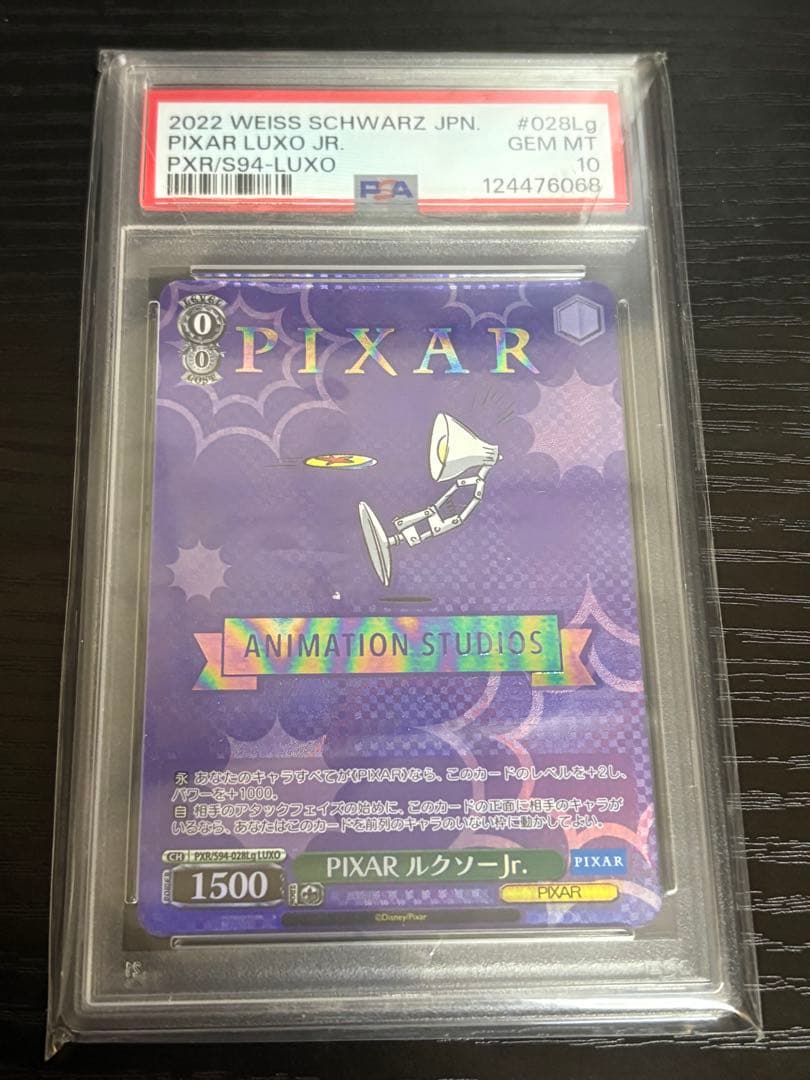 2022 WEISS SCHWARZ JPN. #028Lg
PIXAR LUXO JR. GEM MT
PXR/S94-LUXO 10
PSA 124476068
LEVEL
0
0
COST
PIXAR
ANIMATION STUDIOS
永 あなたのキャラすべてが《PIXAR》なら、このカードのレベルを+2し、
パワーを+1000。
自 相手のアタックフェイズの始めに、このカードの正面に相手のキャラが
いるなら、あなたはこのカードを前列のキャラのいない枠に動かしてよい。
CH PXR/S94-028Lg LUXO
PIXAR ルクソーJr.
PIXAR
POWER 1500
PIXAR
©Disney/Pixar